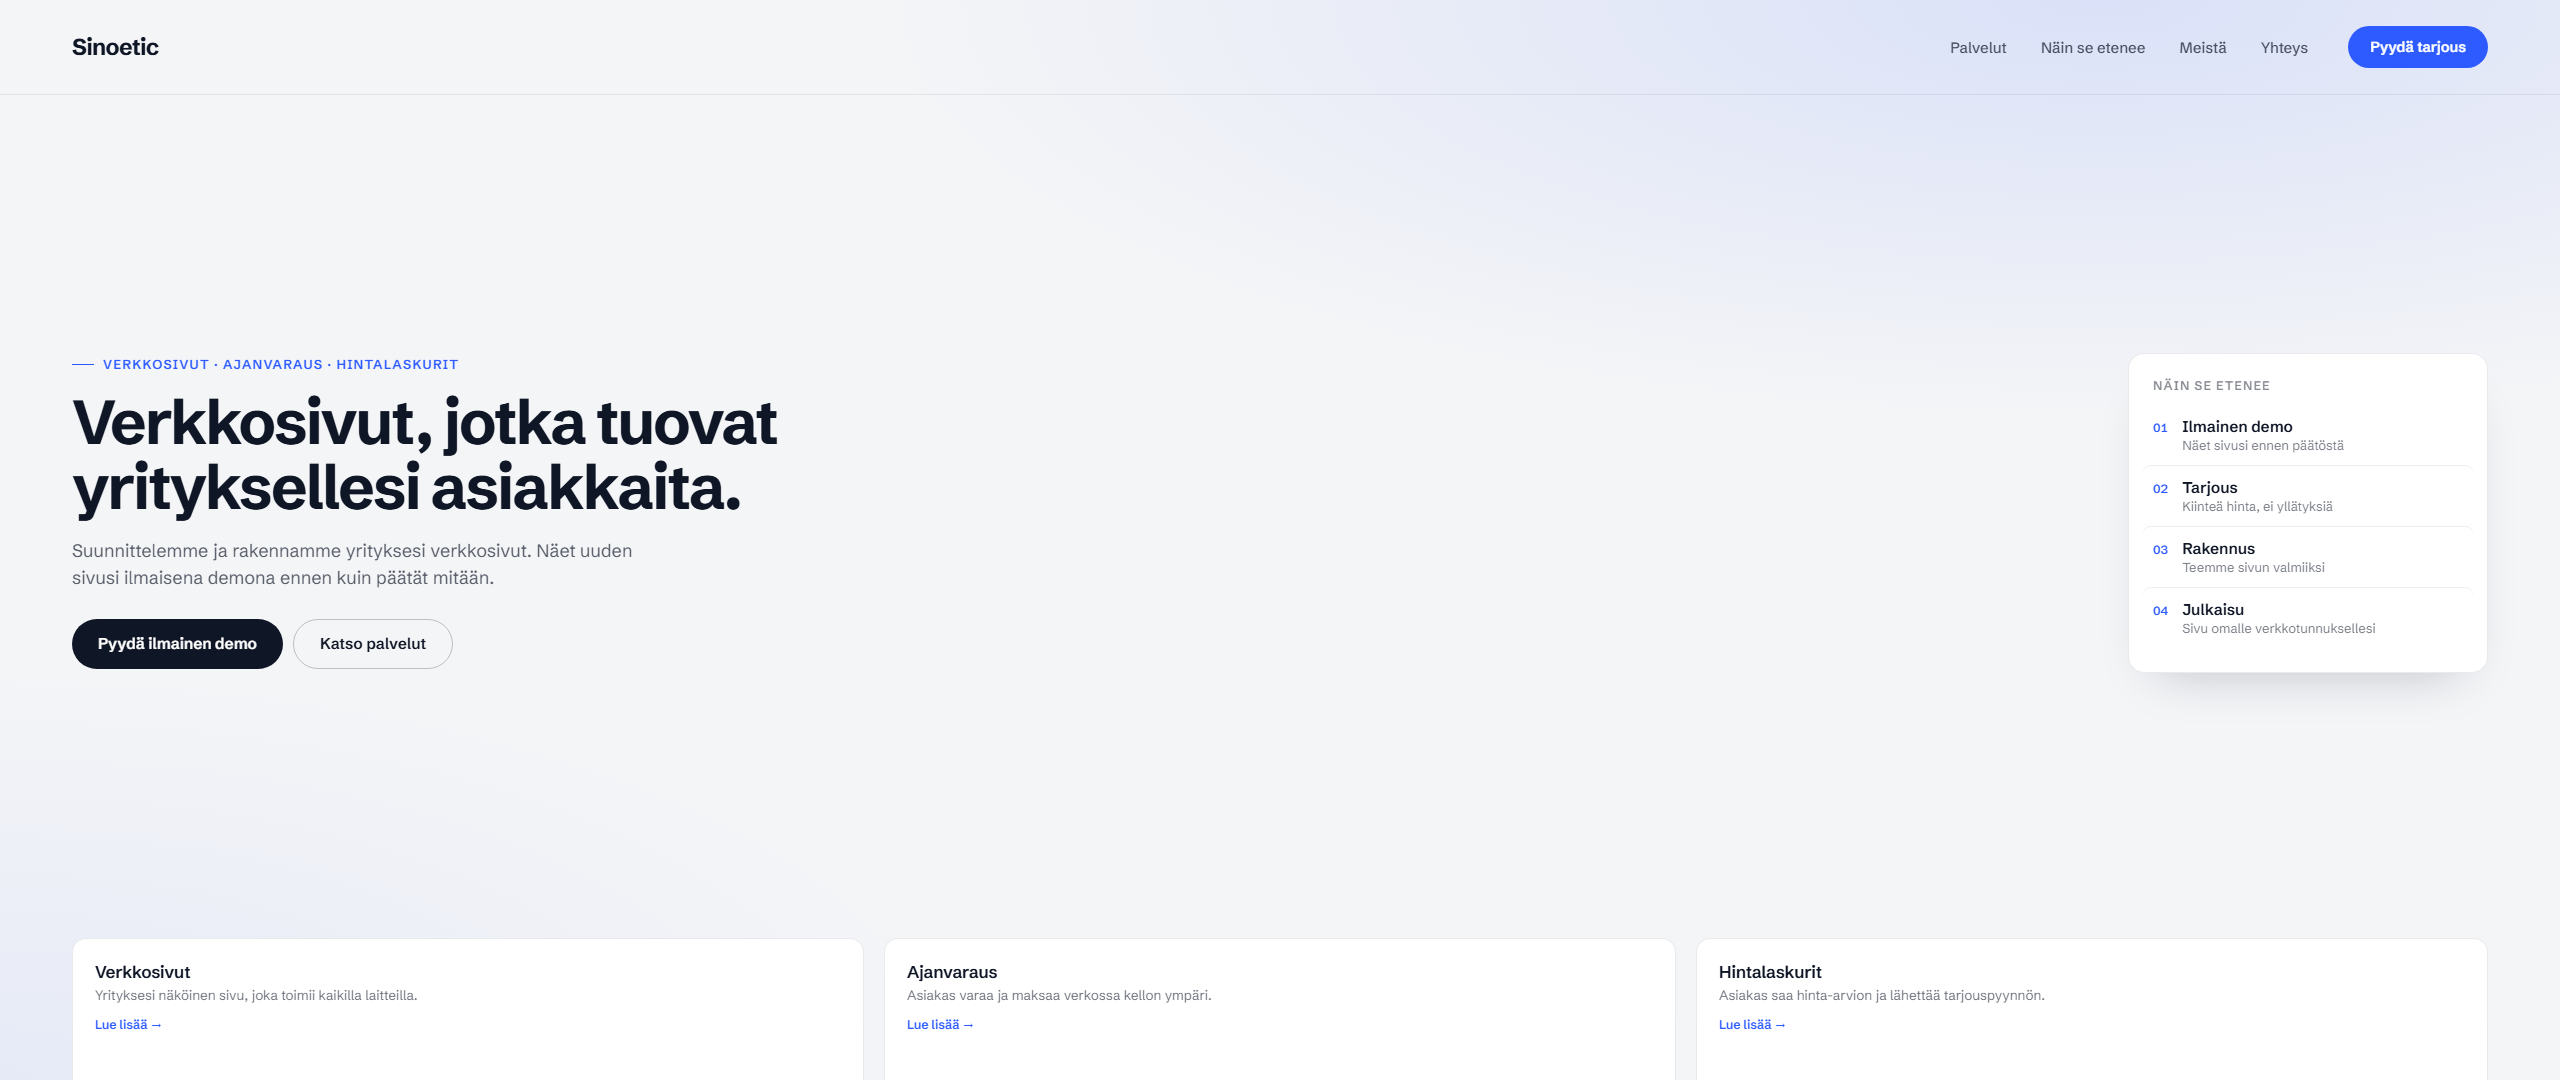 Sinoetic
Palvelut
Näin se etenee
Meistä
Yhteys
Pyydä tarjous
VERKKOSIVUT · AJANVARAUS · HINTALASKURIT
Verkkosivut, jotka tuovat
yrityksellesi asiakkaita.
Suunnittelemme ja rakennamme yrityksesi verkkosivut. Näet uuden
sivusi ilmaisena demona ennen kuin päätät mitään.
Pyydä ilmainen demo
Katso palvelut
NÄIN SE ETENEE
01 Ilmainen demo
Näet sivusi ennen päätöstä
02 Tarjous
Kiinteä hinta, ei yllätyksiä
03 Rakennus
Teemme sivun valmiiksi
04 Julkaisu
Sivu omalle verkkotunnuksellesi
Verkkosivut
Yrityksesi näköinen sivu, joka toimii kaikilla laitteilla.
Lue lisää →
Ajanvaraus
Asiakas varaa ja maksaa verkossa kellon ympäri.
Lue lisää →
Hintalaskurit
Asiakas saa hinta-arvion ja lähettää tarjouspyynnön.
Lue lisää →